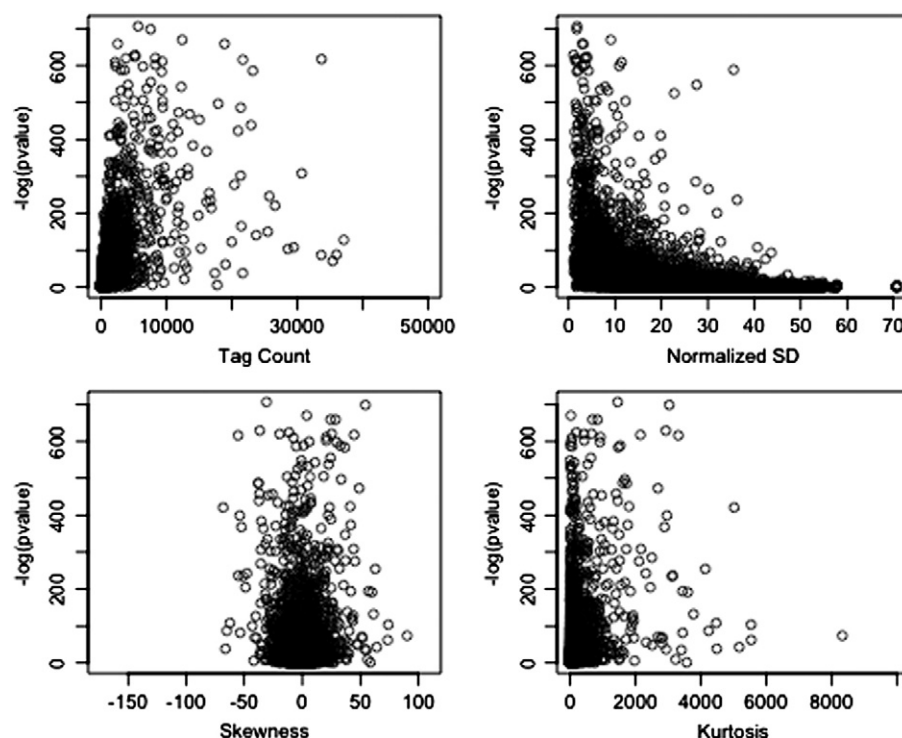 -log(pvalue)
0 200 400 600
0 10000 30000 50000
Tag Count
-log(pvalue)
0 200 400 600
0 10 20 30 40 50 60 70
Normalized SD
-log(pvalue)
0 200 400 600
-150 -100 -50 0 50 100
Skewness
-log(pvalue)
0 200 400 600
0 2000 4000 6000 8000
Kurtosis